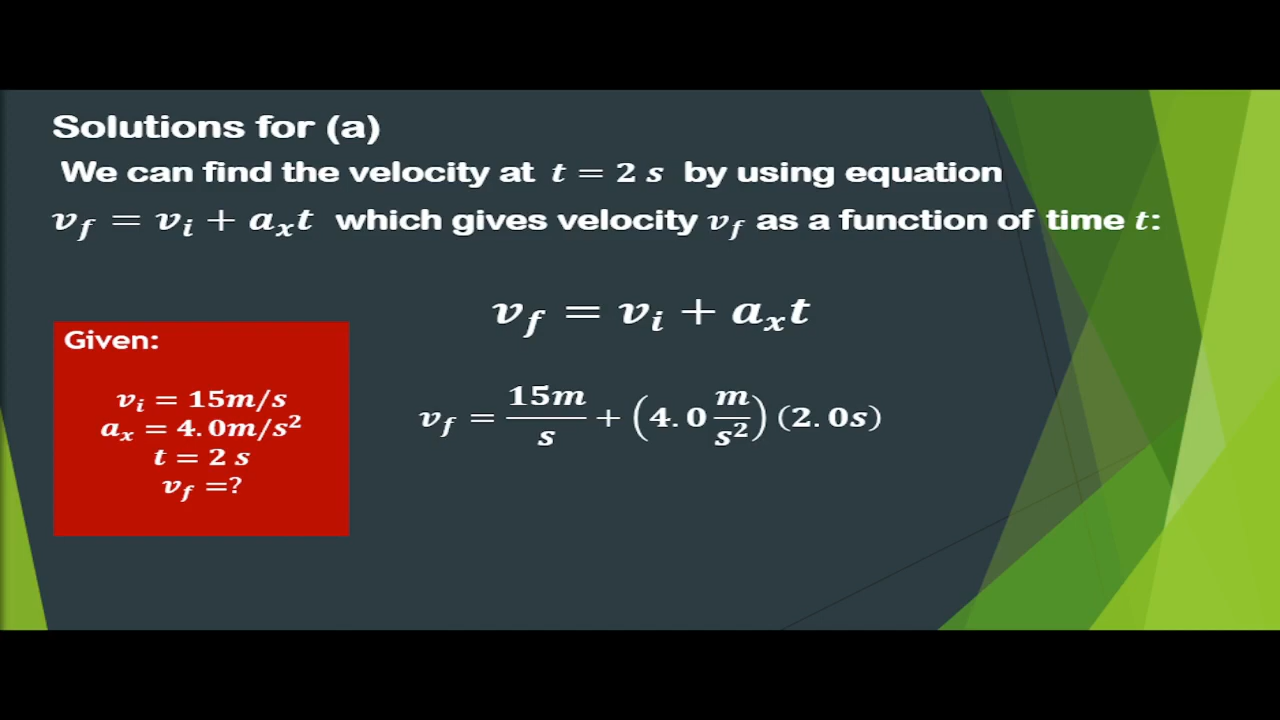 Solutions for (a)
We can find the velocity at t = 2 s by using equation
v_f = v_i + a_x t which gives velocity v_f as a function of time t:
v_f = v_i + a_x t
Given:
v_i = 15m/s
a_x = 4.0m/s²
t = 2 s
v_f =?
v_f = 15m/s + (4.0 m/s²) (2.0s)